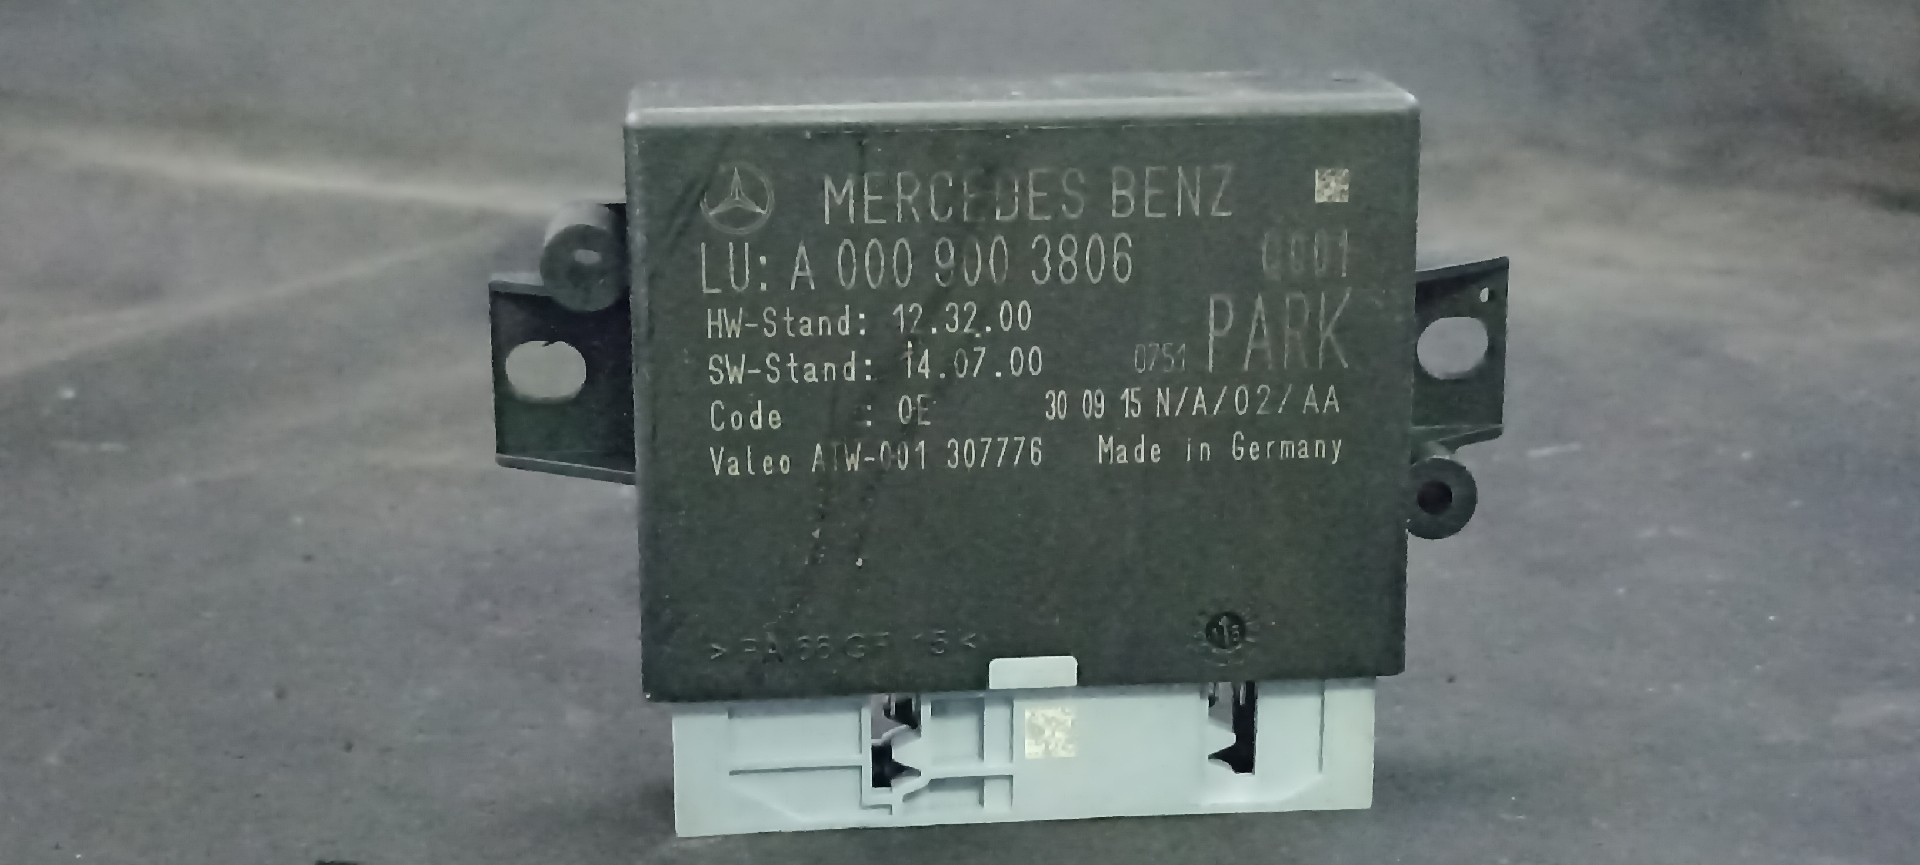 MERCEDES BENZ
LU: A 000 900 3806 Q001
HW-Stand: 12.32.00
SW-Stand: 14.07.00 0751 PARK
Code : 0E 30 09 15 N/A/02/AA
Valeo ATW-001 307776 Made in Germany